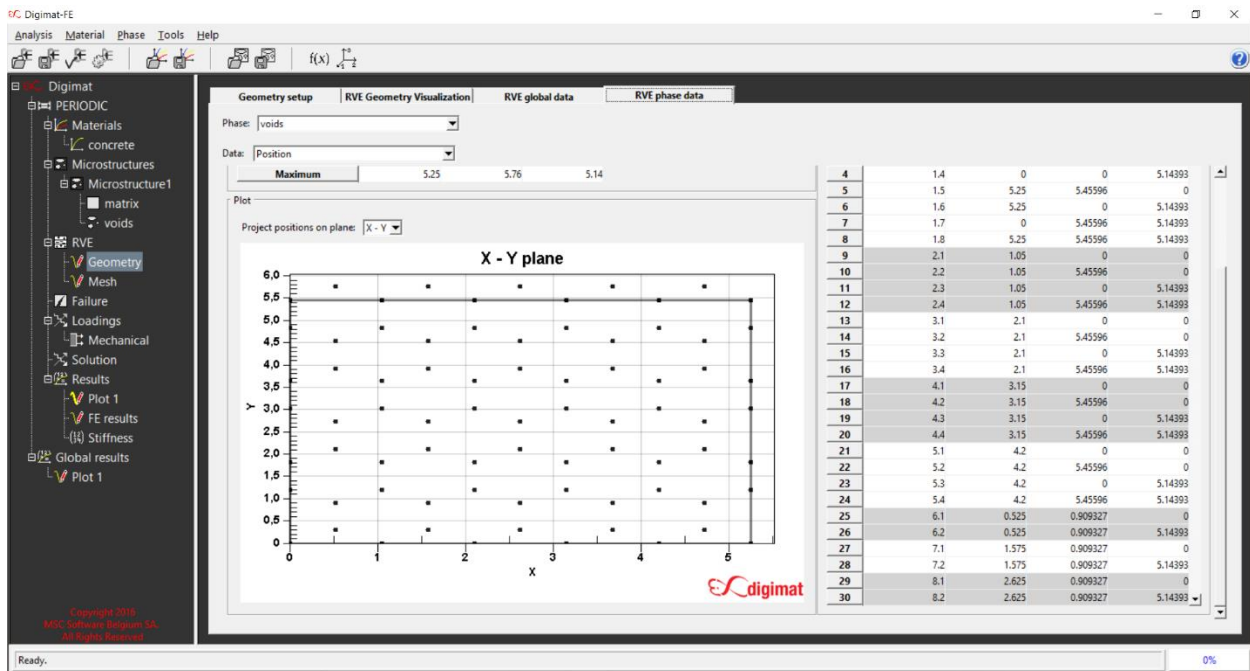 Digimat-FE
Analysis Material Phase Tools Help
f(x)
Digimat
PERIODIC
Materials
concrete
Microstructures
Microstructure1
matrix
voids
RVE
Geometry
Mesh
Failure
Loadings
Mechanical
Solution
Results
Plot 1
FE results
Stiffness
Global results
Plot 1
Copyright 2016
MSC Software Belgium SA.
All Rights Reserved
Geometry setup RVE Geometry Visualization RVE global data RVE phase data
Phase: voids
Data: Position
Maximum 5.25 5.76 5.14
Plot
Project positions on plane: X - Y
X - Y plane
6,0
5,5
5,0
4,5
4,0
3,5
3,0
2,5
2,0
1,5
1,0
0,5
0
Y
0 1 2 3 4 5
X
digimat
4 1.4 0 0 5.14393
5 1.5 5.25 5.45596 0
6 1.6 5.25 0 5.14393
7 1.7 0 5.45596 5.14393
8 1.8 5.25 5.45596 5.14393
9 2.1 1.05 0 0
10 2.2 1.05 5.45596 0
11 2.3 1.05 0 5.14393
12 2.4 1.05 5.45596 5.14393
13 3.1 2.1 0 0
14 3.2 2.1 5.45596 0
15 3.3 2.1 0 5.14393
16 3.4 2.1 5.45596 5.14393
17 4.1 3.15 0 0
18 4.2 3.15 5.45596 0
19 4.3 3.15 0 5.14393
20 4.4 3.15 5.45596 5.14393
21 5.1 4.2 0 0
22 5.2 4.2 5.45596 0
23 5.3 4.2 0 5.14393
24 5.4 4.2 5.45596 5.14393
25 6.1 0.525 0.909327 0
26 6.2 0.525 0.909327 5.14393
27 7.1 1.575 0.909327 0
28 7.2 1.575 0.909327 5.14393
29 8.1 2.625 0.909327 0
30 8.2 2.625 0.909327 5.14393
Ready.
0%